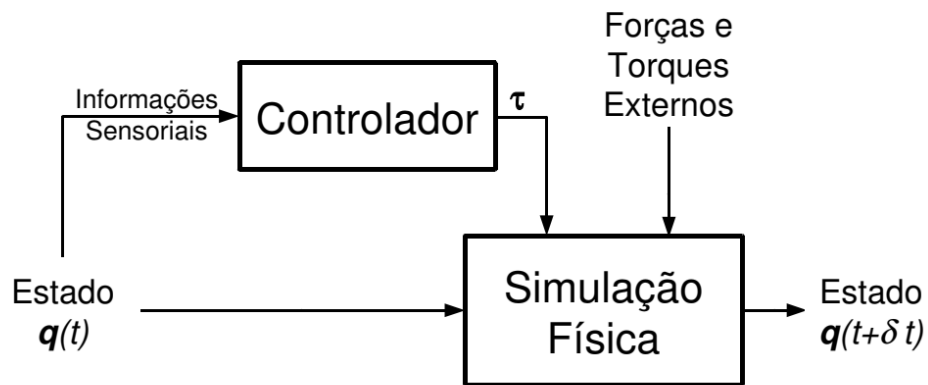 Forças e
Torques
Externos
Informações
Sensoriais
Controlador
τ
Estado
q(t)
Simulação
Física
Estado
q(t+δ t)